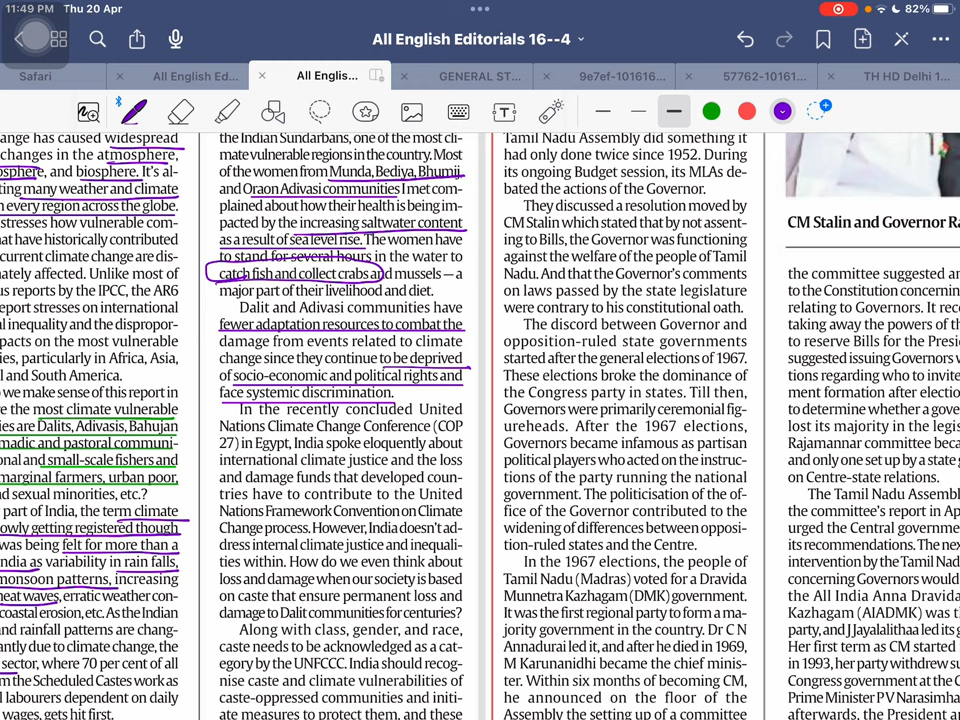 11:49 PM Thu 20 Apr
82%
All English Editorials 16--4
Safari
All English Ed...
All Englis...
GENERAL ST...
9e7ef-101616...
57762-10161...
TH HD Delhi 1...
ange has caused widespread
changes in the atmosphere,
osphere, and biosphere. It's al-
ting many weather and climate
n every region across the globe.
stresses how vulnerable com-
hat have historically contributed
current climate change are dis-
nately affected. Unlike most of
us reports by the IPCC, the AR6
eport stresses on international
l inequality and the dispropor-
pacts on the most vulnerable
ies, particularly in Africa, Asia,
l and South America.
o we make sense of this report in
re the most climate vulnerable
ies are Dalits, Adivasis, Bahujan
madic and pastoral communi-
onal and small-scale fishers and
marginal farmers, urban poor,
nd sexual minorities, etc.?
part of India, the term climate
owly getting registered though
was being felt for more than a
ndia as variability in rain falls,
monsoon patterns, increasing
heat waves, erratic weather con-
coastal erosion, etc. As the Indian
nd rainfall patterns are chang-
antly due to climate change, the
sector, where 70 per cent of all
m the Scheduled Castes work as
l labourers dependent on daily
wages, gets hit first.
the Indian Sundarbans, one of the most cli-
mate vulnerable regions in the country. Most
of the women from Munda, Bediya, Bhumij,
and Oraon Adivasi communities I met com-
plained about how their health is being im-
pacted by the increasing saltwater content
as a result of sea level rise. The women have
to stand for several hours in the water to
catch fish and collect crabs and mussels — a
major part of their livelihood and diet.
Dalit and Adivasi communities have
fewer adaptation resources to combat the
damage from events related to climate
change since they continue to be deprived
of socio-economic and political rights and
face systemic discrimination.
In the recently concluded United
Nations Climate Change Conference (COP
27) in Egypt, India spoke eloquently about
international climate justice and the loss
and damage funds that developed coun-
tries have to contribute to the United
Nations Framework Convention on Climate
Change process. However, India doesn't ad-
dress internal climate justice and inequali-
ties within. How do we even think about
loss and damage when our society is based
on caste that ensure permanent loss and
damage to Dalit communities for centuries?
Along with class, gender, and race,
caste needs to be acknowledged as a cat-
egory by the UNFCCC. India should recog-
nise caste and climate vulnerabilities of
caste-oppressed communities and initi-
ate measures to protect them, and these
Tamil Nadu Assembly did something it
had only done twice since 1952. During
its ongoing Budget session, its MLAs de-
bated the actions of the Governor.
They discussed a resolution moved by
CM Stalin which stated that by not assent-
ing to Bills, the Governor was functioning
against the welfare of the people of Tamil
Nadu. And that the Governor's comments
on laws passed by the state legislature
were contrary to his constitutional oath.
The discord between Governor and
opposition-ruled state governments
started after the general elections of 1967.
These elections broke the dominance of
the Congress party in states. Till then,
Governors were primarily ceremonial fig-
ureheads. After the 1967 elections,
Governors became infamous as partisan
political players who acted on the instruc-
tions of the party running the national
government. The politicisation of the of-
fice of the Governor contributed to the
widening of differences between opposi-
tion-ruled states and the Centre.
In the 1967 elections, the people of
Tamil Nadu (Madras) voted for a Dravida
Munnetra Kazhagam (DMK) government.
It was the first regional party to form a ma-
jority government in the country. Dr C N
Annadurai led it, and after he died in 1969,
M Karunanidhi became the chief minis-
ter. Within six months of becoming CM,
he announced on the floor of the
Assembly the setting up of a committee
CM Stalin and Governor Ra
the committee suggested an
to the Constitution concernin
relating to Governors. It reco
taking away the powers of th
to reserve Bills for the Presi
suggested issuing Governors w
tions regarding who to invite
ment formation after election
to determine whether a gove
lost its majority in the legis
Rajamannar committee beca
and only one set up by a state g
on Centre-state relations.
The Tamil Nadu Assembl
the committee's report in Ap
urged the Central governme
its recommendations. The nex
intervention by the Tamil Nad
concerning Governors would
the All India Anna Dravida
Kazhagam (AIADMK) was th
party, and J Jayalalithaa led its g
Her first term as CM started
in 1993, her party withdrew su
Congress government at the C
Prime Minister P V Narasimha
afterwards, the President a